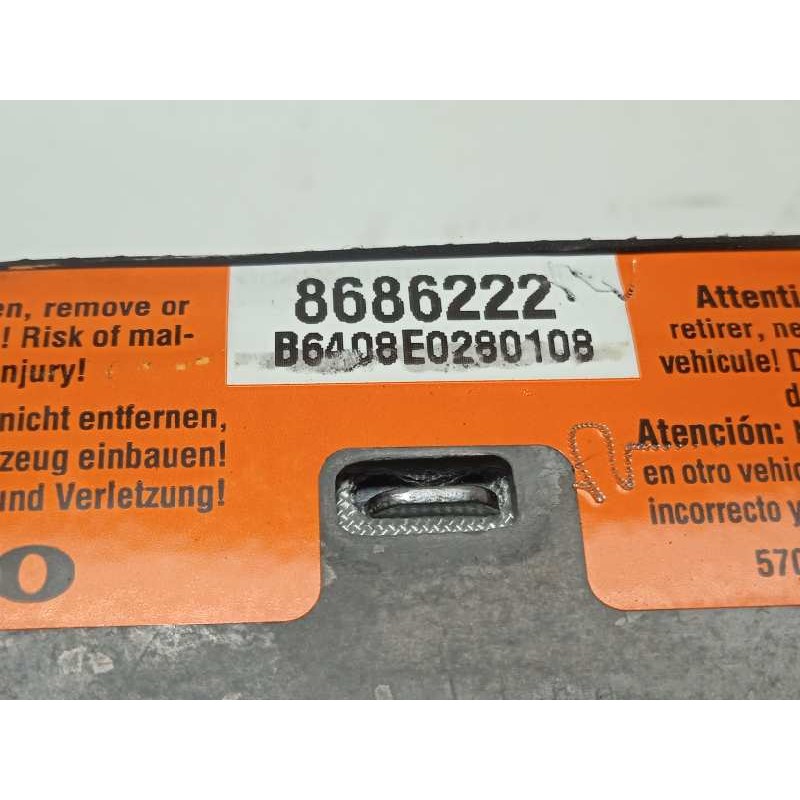 8686222
B6408E0280108
en, remove or
! Risk of mal-
njury!
nicht entfernen,
zeug einbauen!
und Verletzung!
O
Attenti
retirer, ne
vehicule! D
d
Atención:
en otro vehic
incorrecto y
570